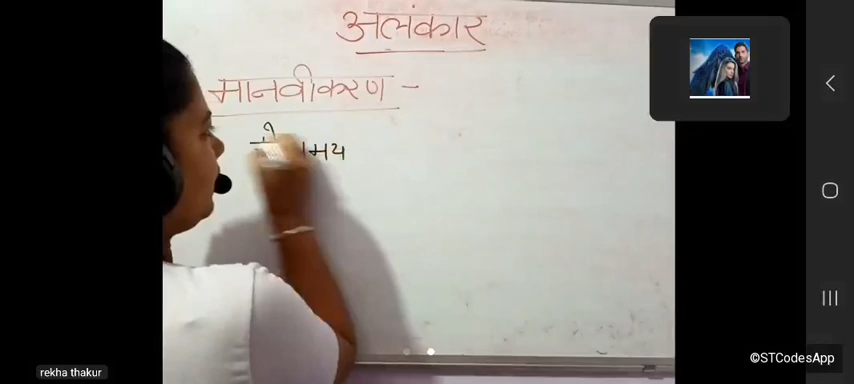 अलंकार
मानवीकरण -
मय
rekha thakur
©STCodesApp